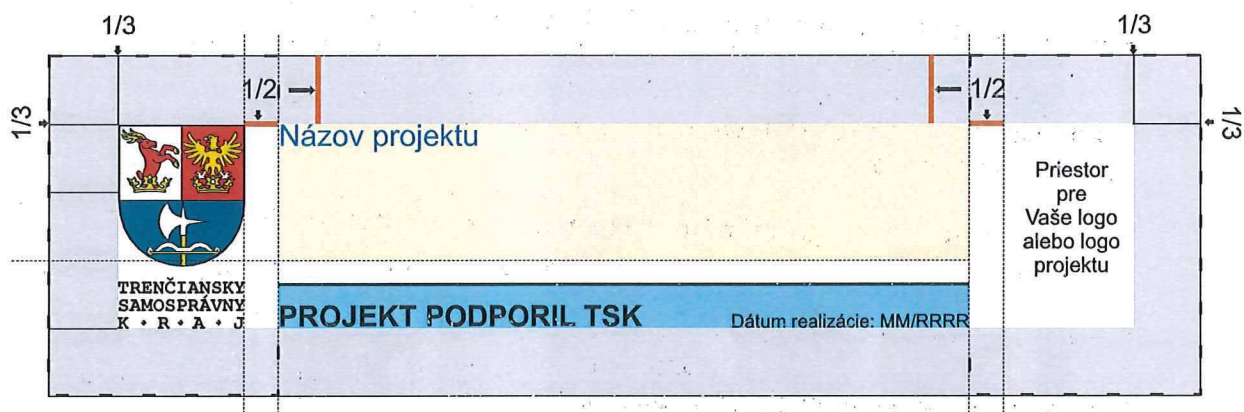 1/3
1/3
1/2
1/2
1/3
1/3
Názov projektu
Priestor
pre
Vaše logo
alebo logo
projektu
TRENČIANSKY
SAMOSPRÁVNY
K • R • A • J
PROJEKT PODPORIL TSK
Dátum realizácie: MM/RRRR